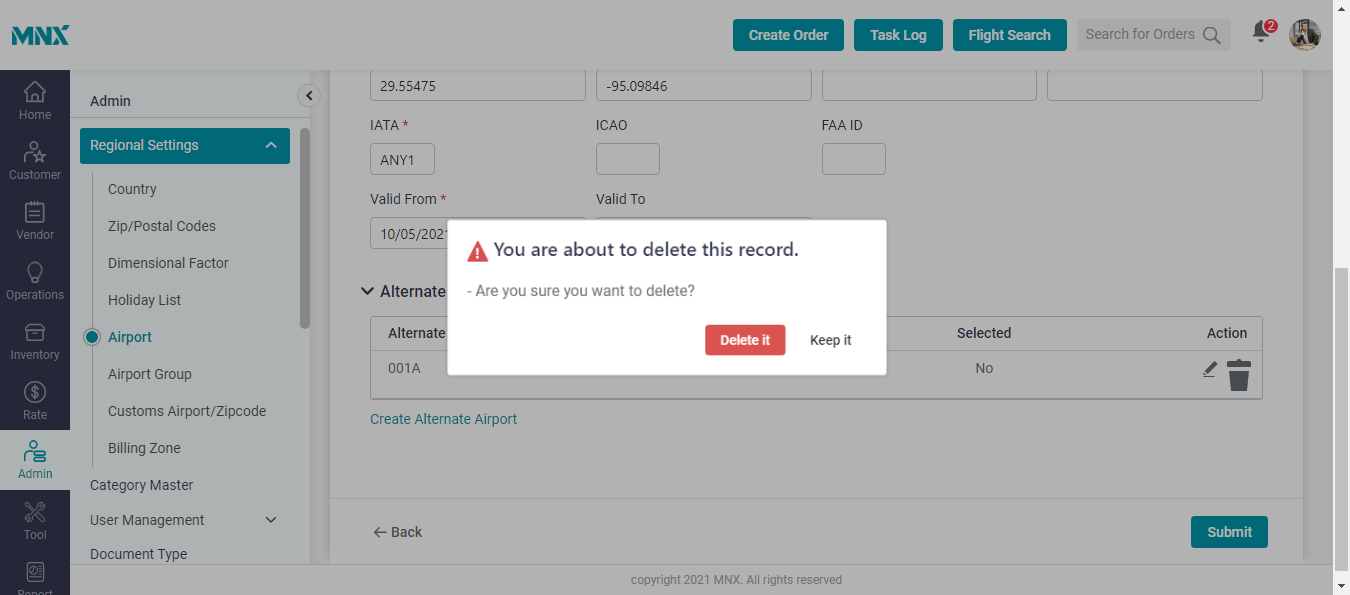 MNX
Create Order
Task Log
Flight Search
Search for Orders
2
Home
Customer
Vendor
Operations
Inventory
Rate
Admin
Tool
Report
Admin
Regional Settings
Country
Zip/Postal Codes
Dimensional Factor
Holiday List
Airport
Airport Group
Customs Airport/Zipcode
Billing Zone
Category Master
User Management
Document Type
29.55475
-95.09846
IATA *
ICAO
FAA ID
ANY1
Valid From *
Valid To
10/05/2021
You are about to delete this record.
- Are you sure you want to delete?
Delete it
Keep it
Alternate
Alternate
Selected
Action
001A
No
Create Alternate Airport
Back
Submit
copyright 2021 MNX. All rights reserved